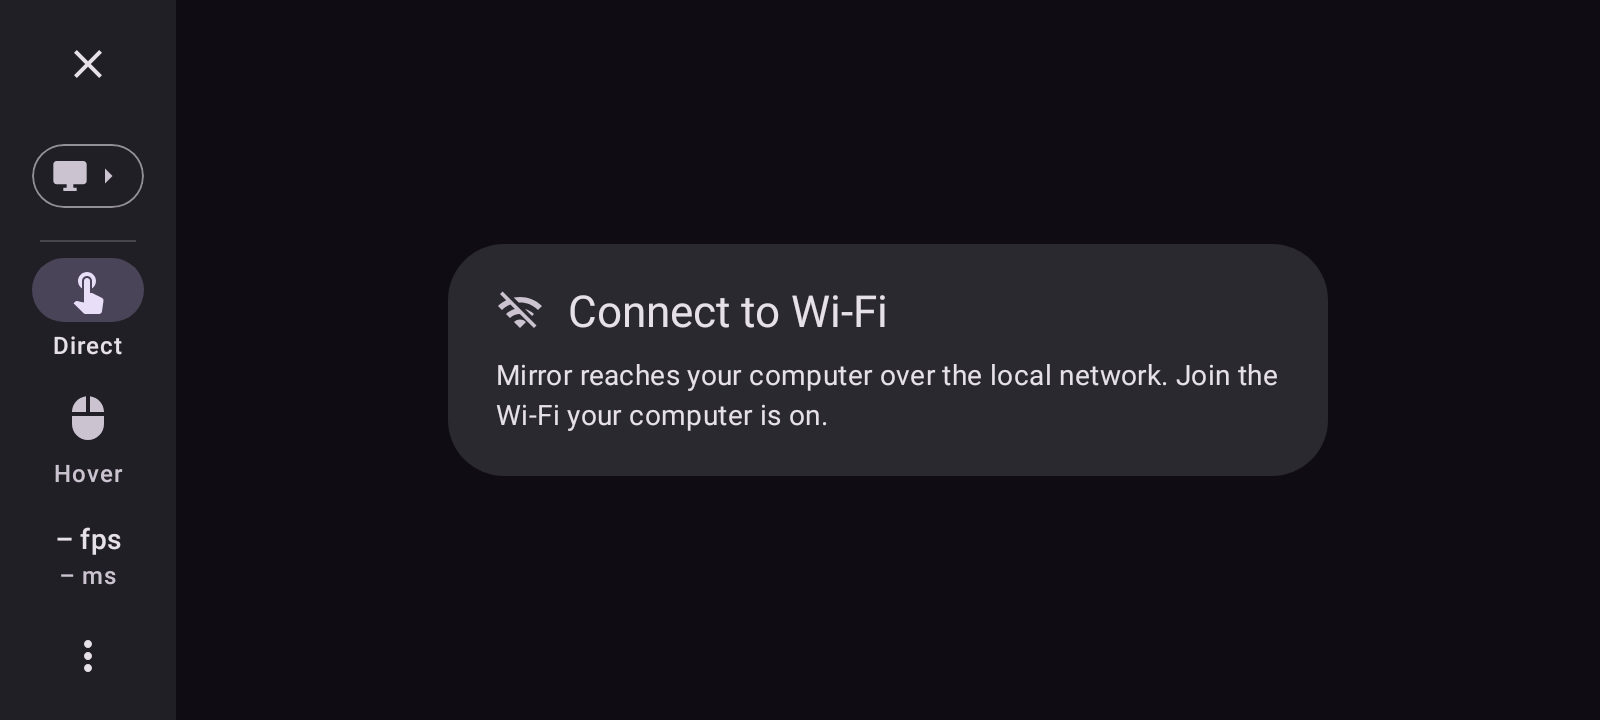 Direct
Hover
– fps
– ms
Connect to Wi-Fi
Mirror reaches your computer over the local network. Join the
Wi-Fi your computer is on.